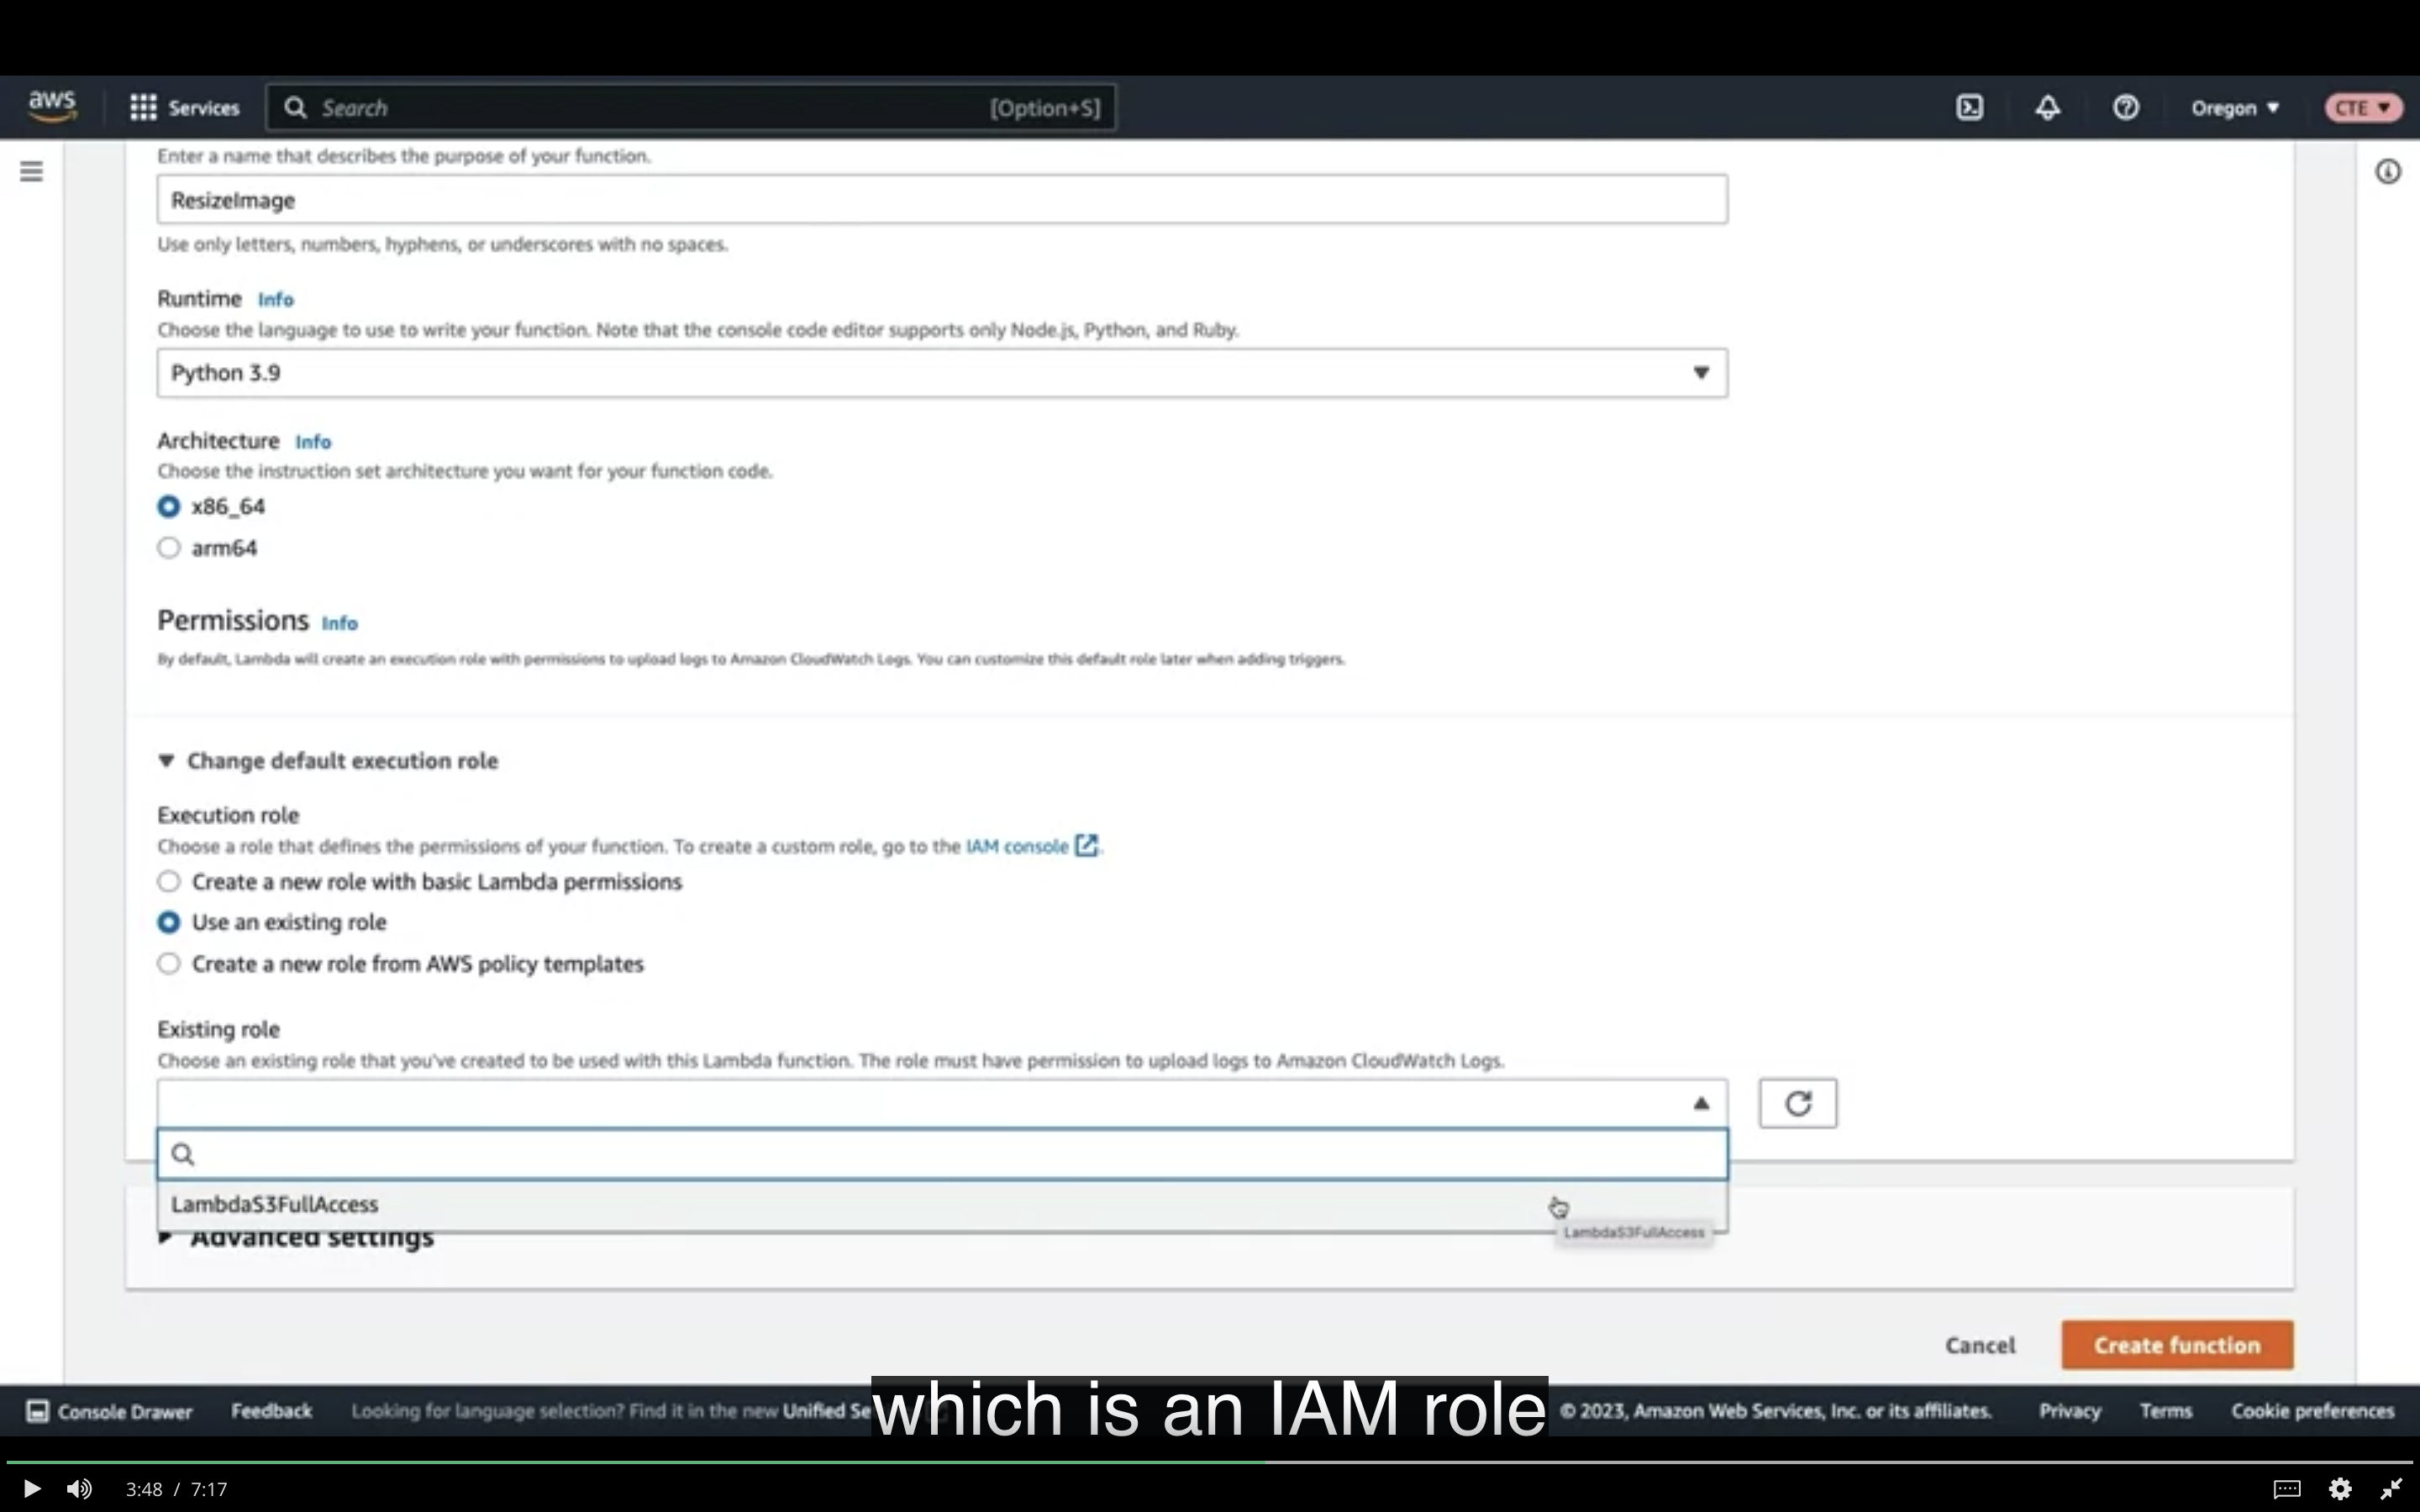 aws
Services
Search
[Option+S]
Oregon
CTE
Enter a name that describes the purpose of your function.
ResizeImage
Use only letters, numbers, hyphens, or underscores with no spaces.
Runtime Info
Choose the language to use to write your function. Note that the console code editor supports only Node.js, Python, and Ruby.
Python 3.9
Architecture Info
Choose the instruction set architecture you want for your function code.
x86_64
arm64
Permissions Info
By default, Lambda will create an execution role with permissions to upload logs to Amazon CloudWatch Logs. You can customize this default role later when adding triggers.
Change default execution role
Execution role
Choose a role that defines the permissions of your function. To create a custom role, go to the IAM console.
Create a new role with basic Lambda permissions
Use an existing role
Create a new role from AWS policy templates
Existing role
Choose an existing role that you've created to be used with this Lambda function. The role must have permission to upload logs to Amazon CloudWatch Logs.
LambdaS3FullAccess
LambdaS3FullAccess
Advanced settings
Cancel
Create function
Console Drawer
Feedback
Looking for language selection? Find it in the new Unified Se
which is an IAM role
© 2023, Amazon Web Services, Inc. or its affiliates.
Privacy
Terms
Cookie preferences
3:48 / 7:17